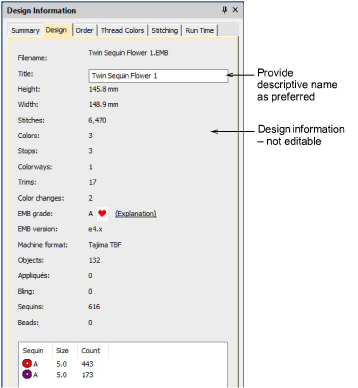 Design Information
Summary Design Order Thread Colors Stitching Run Time
Filename: Twin Sequin Flower 1.EMB
Title: Twin Sequin Flower 1
Height: 145.8 mm
Width: 148.9 mm
Stitches: 6,470
Colors: 3
Stops: 3
Colorways: 1
Trims: 17
Color changes: 2
EMB grade: A (Explanation)
EMB version: e4.x
Machine format: Tajima TBF
Objects: 132
Appliqués: 0
Bling: 0
Sequins: 616
Beads: 0
Sequin Size Count
A 5.0 443
A 5.0 173
Provide
descriptive name
as preferred
Design information
– not editable